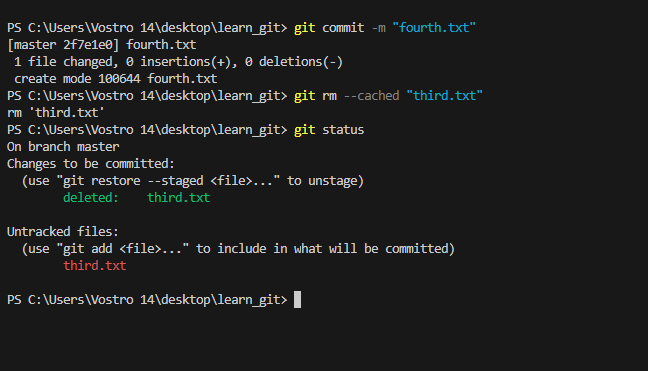 PS C:\Users\Vostro 14\desktop\learn_git> git commit -m "fourth.txt"
[master 2f7e1e0] fourth.txt
 1 file changed, 0 insertions(+), 0 deletions(-)
 create mode 100644 fourth.txt
PS C:\Users\Vostro 14\desktop\learn_git> git rm --cached "third.txt"
rm 'third.txt'
PS C:\Users\Vostro 14\desktop\learn_git> git status
On branch master
Changes to be committed:
  (use "git restore --staged <file>..." to unstage)
        deleted:    third.txt

Untracked files:
  (use "git add <file>..." to include in what will be committed)
        third.txt

PS C:\Users\Vostro 14\desktop\learn_git>